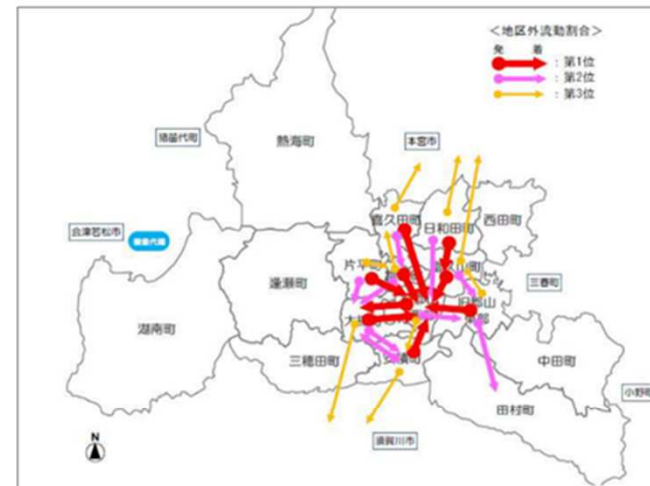 ＜地区外流動割合＞
発 着
：第1位
：第2位
：第3位
猪苗代町
熱海町
本宮市
喜久田町
日和田町
西田町
会津若松市
猪苗代湖
片平町
逢瀬町
三春町
旧郡山
湖南町
三穂田町
中田町
田村町
小野町
須賀川市
N